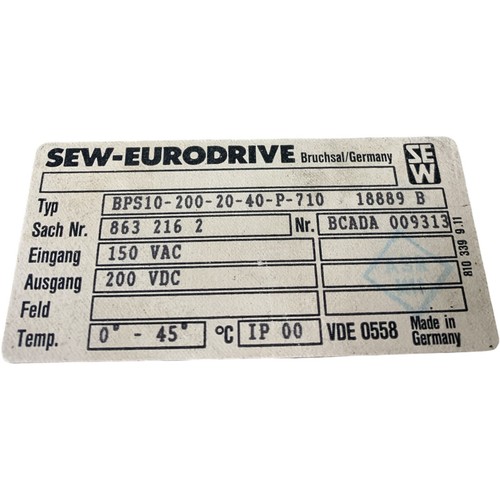 SEW-EURODRIVE Bruchsal/Germany SEW
Typ BPS10-200-20-40-P-710 18889 B
Sach Nr. 863 216 2 Nr. BCADA 009313
Eingang 150 VAC
Ausgang 200 VDC
Feld
Temp. 0° - 45° °C IP 00 VDE 0558 Made in Germany
810 339 9.11